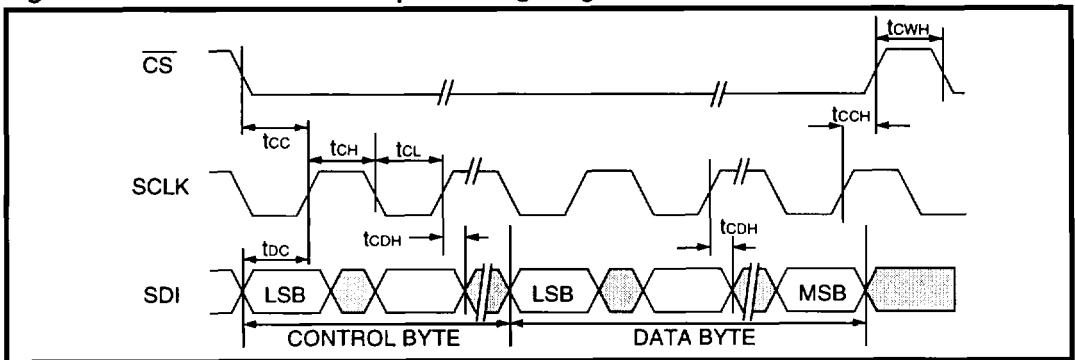 tCWH
CS
tCCH
tCC
tCH
tCL
SCLK
tCDH
tCDH
tDC
SDI
LSB
LSB
MSB
CONTROL BYTE
DATA BYTE